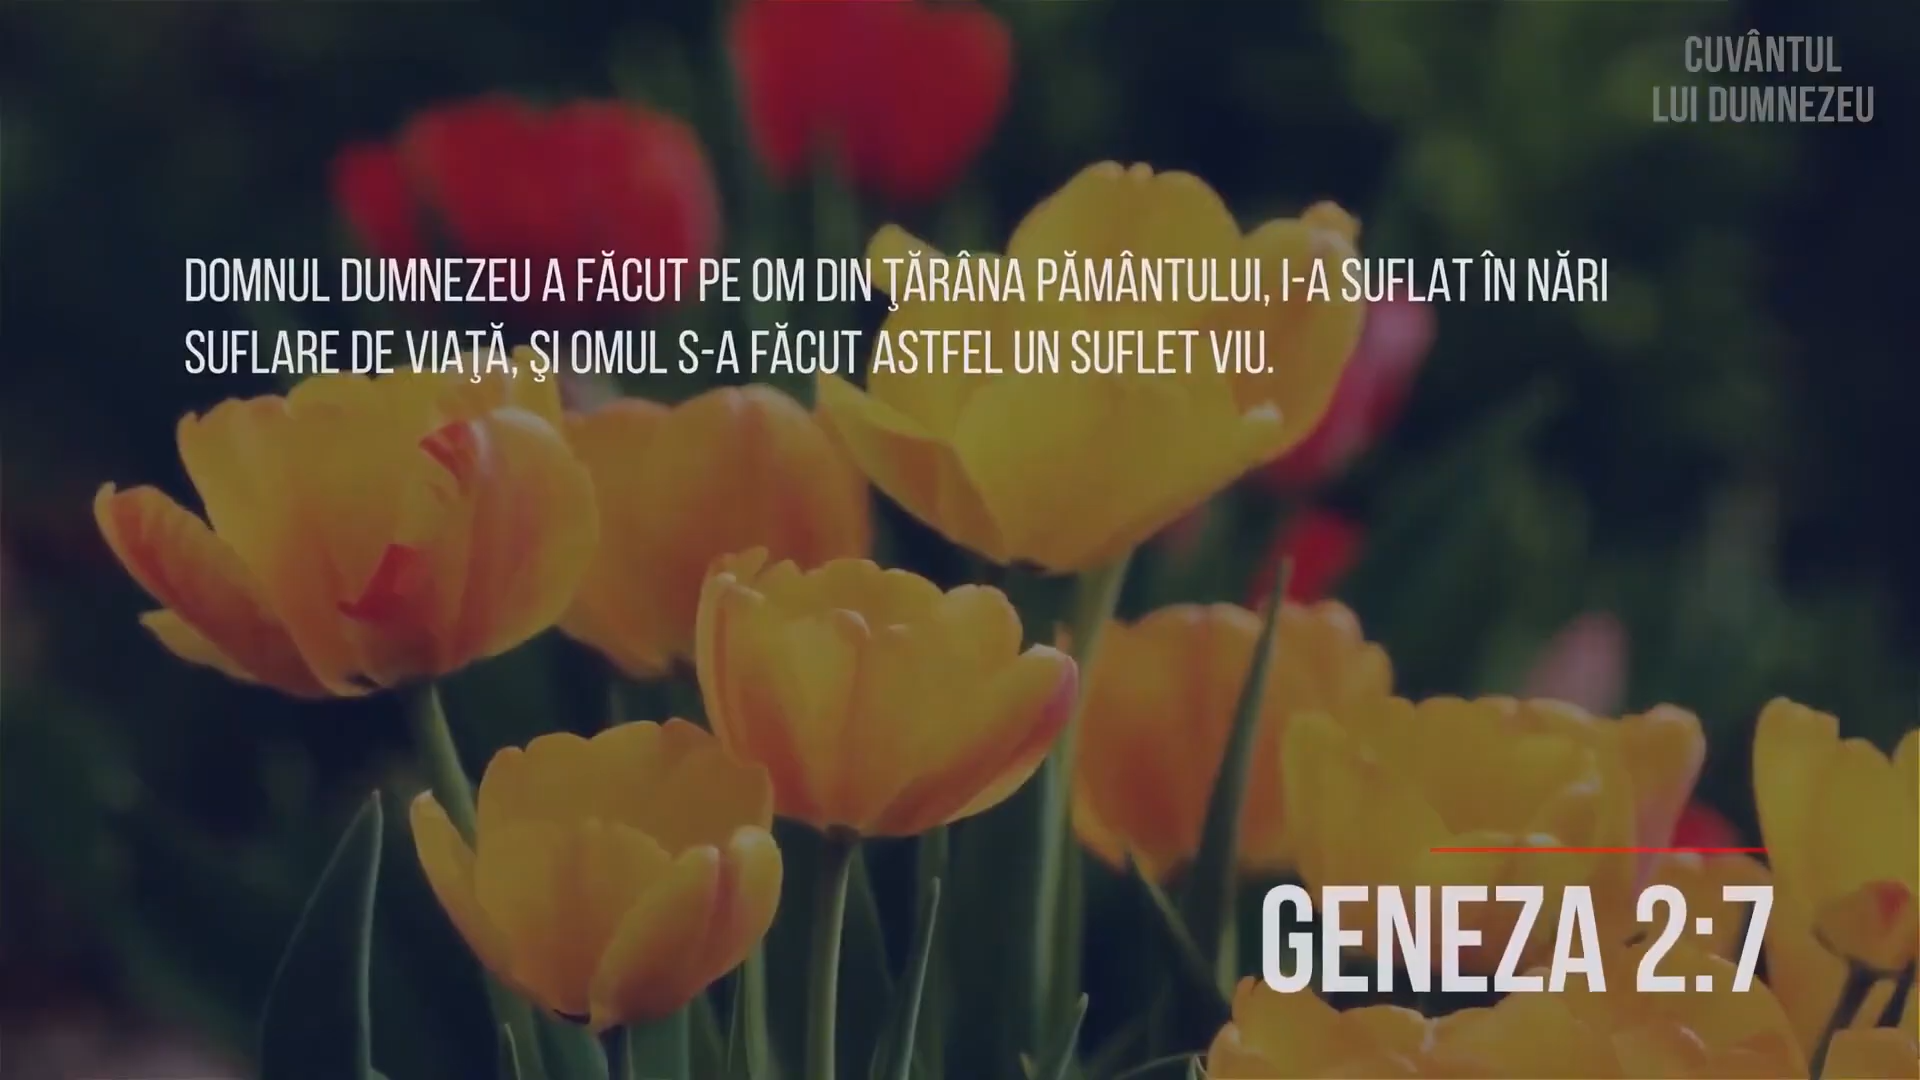 CUVÂNTUL
LUI DUMNEZEU
DOMNUL DUMNEZEU A FĂCUT PE OM DIN ŢĂRÂNA PĂMÂNTULUI, I-A SUFLAT ÎN NĂRI
SUFLARE DE VIAŢĂ, ŞI OMUL S-A FĂCUT ASTFEL UN SUFLET VIU.
GENEZA 2:7